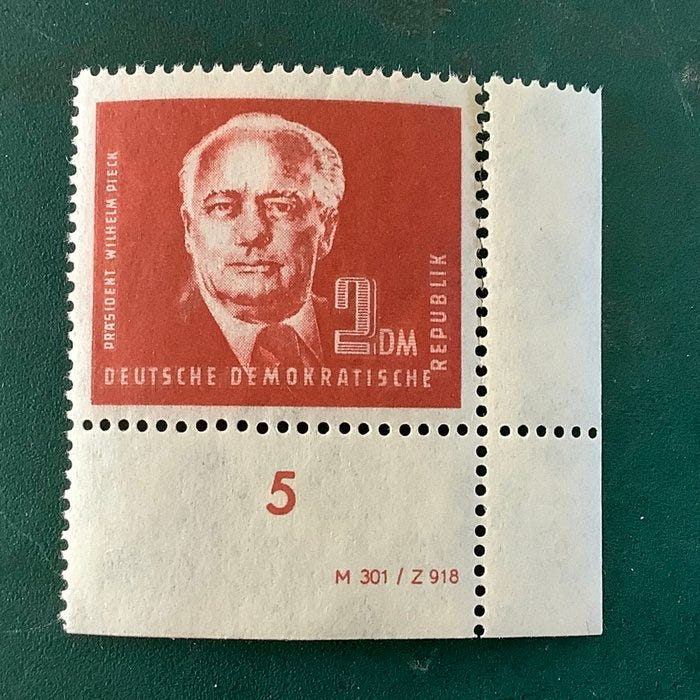 PRÄSIDENT WILHELM PIECK
2 DM
DEUTSCHE DEMOKRATISCHE
REPUBLIK
5
M 301 / Z 918